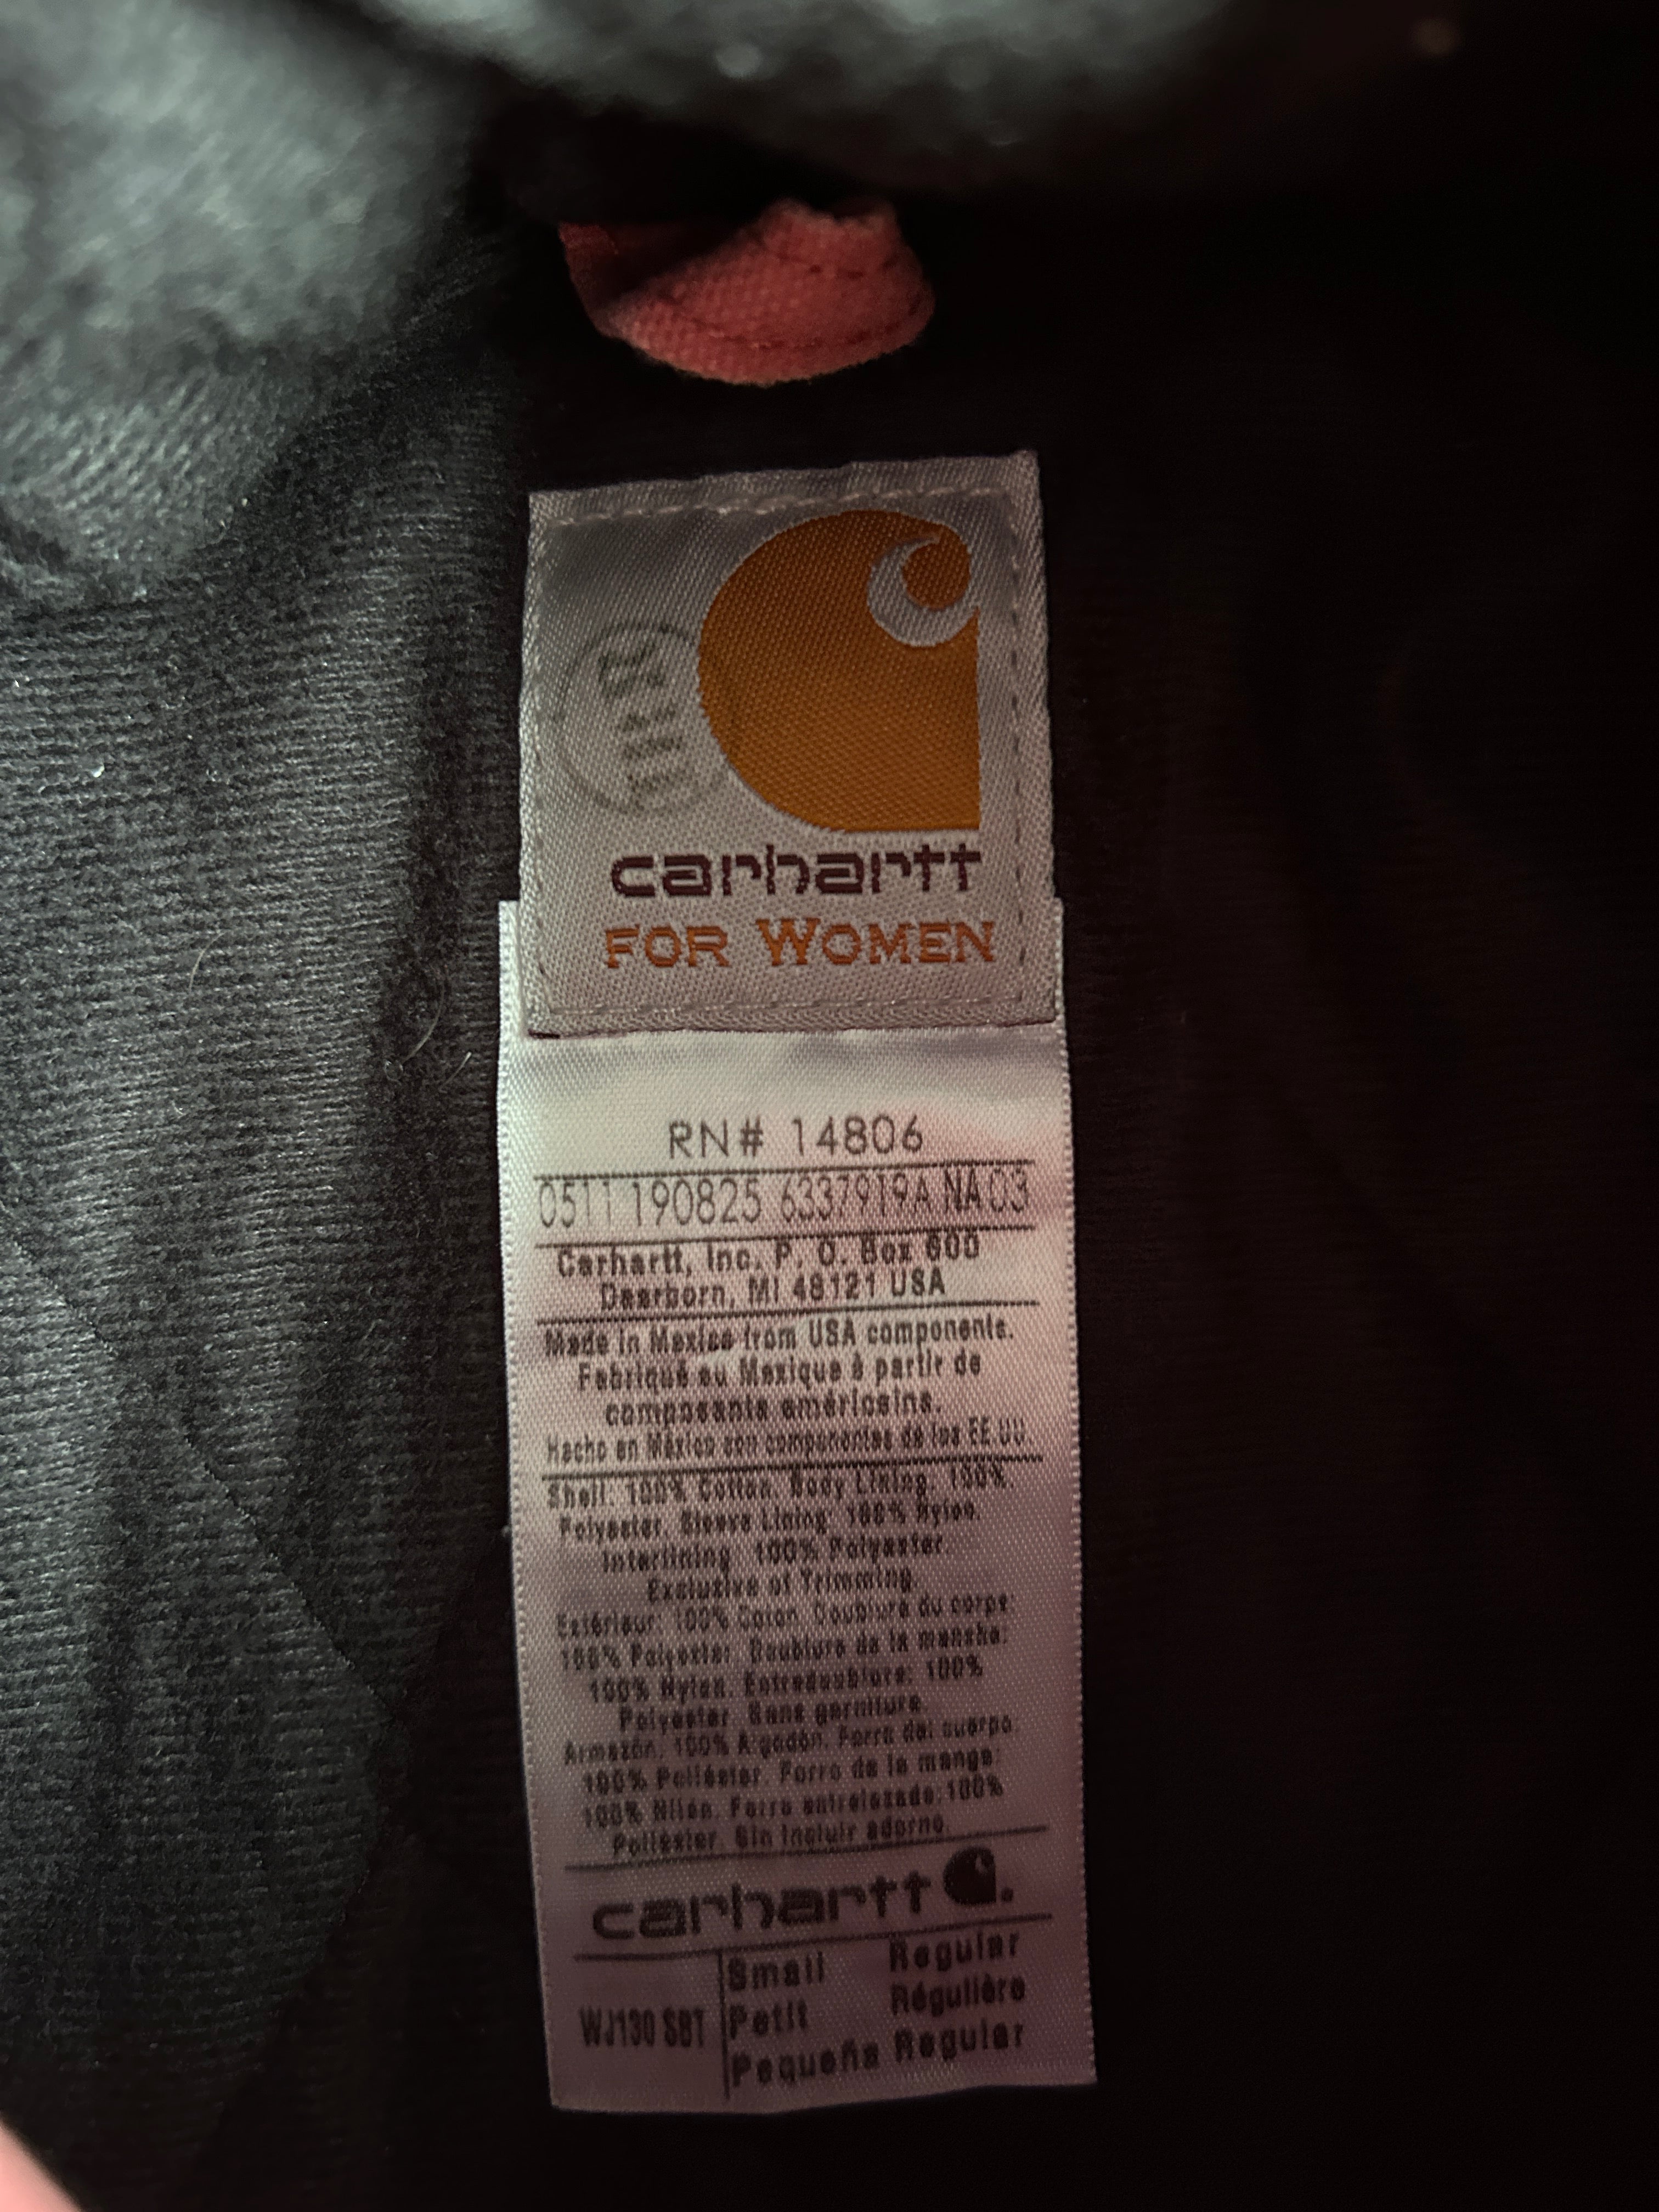 carhartt
FOR WOMEN
RN# 14806
0511 190825 6337919A NA 03
Carhartt, Inc. P. O. Box 600
Dearborn, MI 48121 USA
Made in Mexico from USA components.
Fabriqué au Mexique à partir de
composants américains.
Hecho en México con componentes de los EE UU
Shell: 100% Cotton. Body Lining: 100%
Polyester. Sleeve Lining: 100% Nylon.
Interlining: 100% Polyester
Exclusive of Trimming.
Extérieur: 100% Coton. Doublure du corps:
100% Polyester. Doublure de la manche:
100% Nylon. Entredoublure: 100%
Polyester. Sans garniture.
Armazón: 100% Algodón. Forro del cuerpo:
100% Poliéster. Forro de la manga:
100% Nilón. Forro entrelazado: 100%
Poliéster. Sin incluir adorno.
carhartt
WJ130 SBT
Small Regular
Petit Régulière
Pequeña Regular